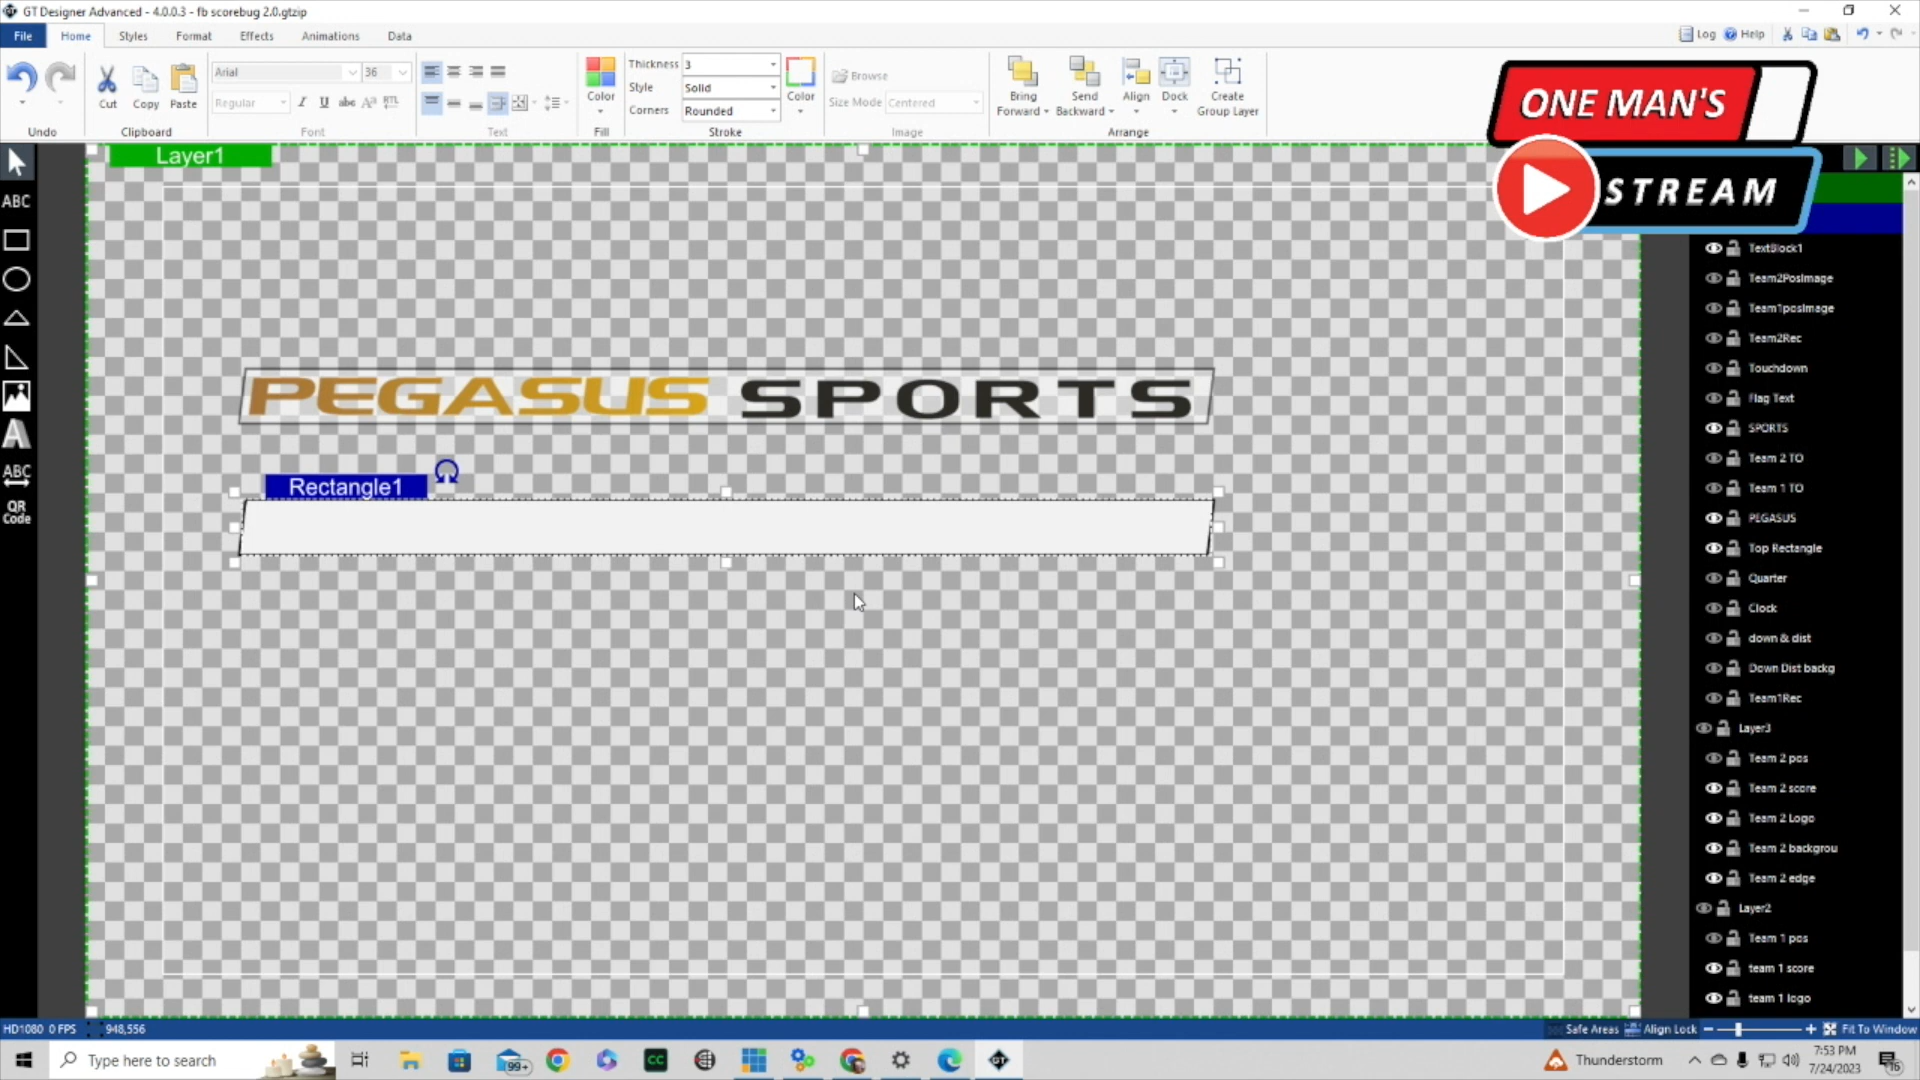 GT Designer Advanced - 4.0.0.3 - fb scorebug 2.0.gtzip
File Home Styles Format Effects Animations Data
Log Help
Cut Copy Paste
Arial 36
Regular
Thickness 3
Style Solid
Corners Rounded
Color
Color
Browse
Size Mode Centered
Bring Forward
Send Backward
Align
Dock
Create Group Layer
Undo Clipboard Font Text Fill Stroke Image Arrange
ONE MAN'S
STREAM
Layer1
ABC
ABC
QR Code
PEGASUS SPORTS
Rectangle1
TextBlock1
Team2PosImage
Team1posImage
Team2Rec
Touchdown
Flag Text
SPORTS
Team 2 TO
Team 1 TO
PEGASUS
Top Rectangle
Quarter
Clock
down & dist
Down Dist backg
Team1Rec
Layer3
Team 2 pos
Team 2 score
Team 2 Logo
Team 2 backgrou
Team 2 edge
Layer2
Team 1 pos
team 1 score
team 1 logo
HD1080 0 FPS 948,556
Safe Areas Align Lock Fit To Window
Type here to search
99+
CC
GT
Thunderstorm
7:53 PM
7/24/2023
16